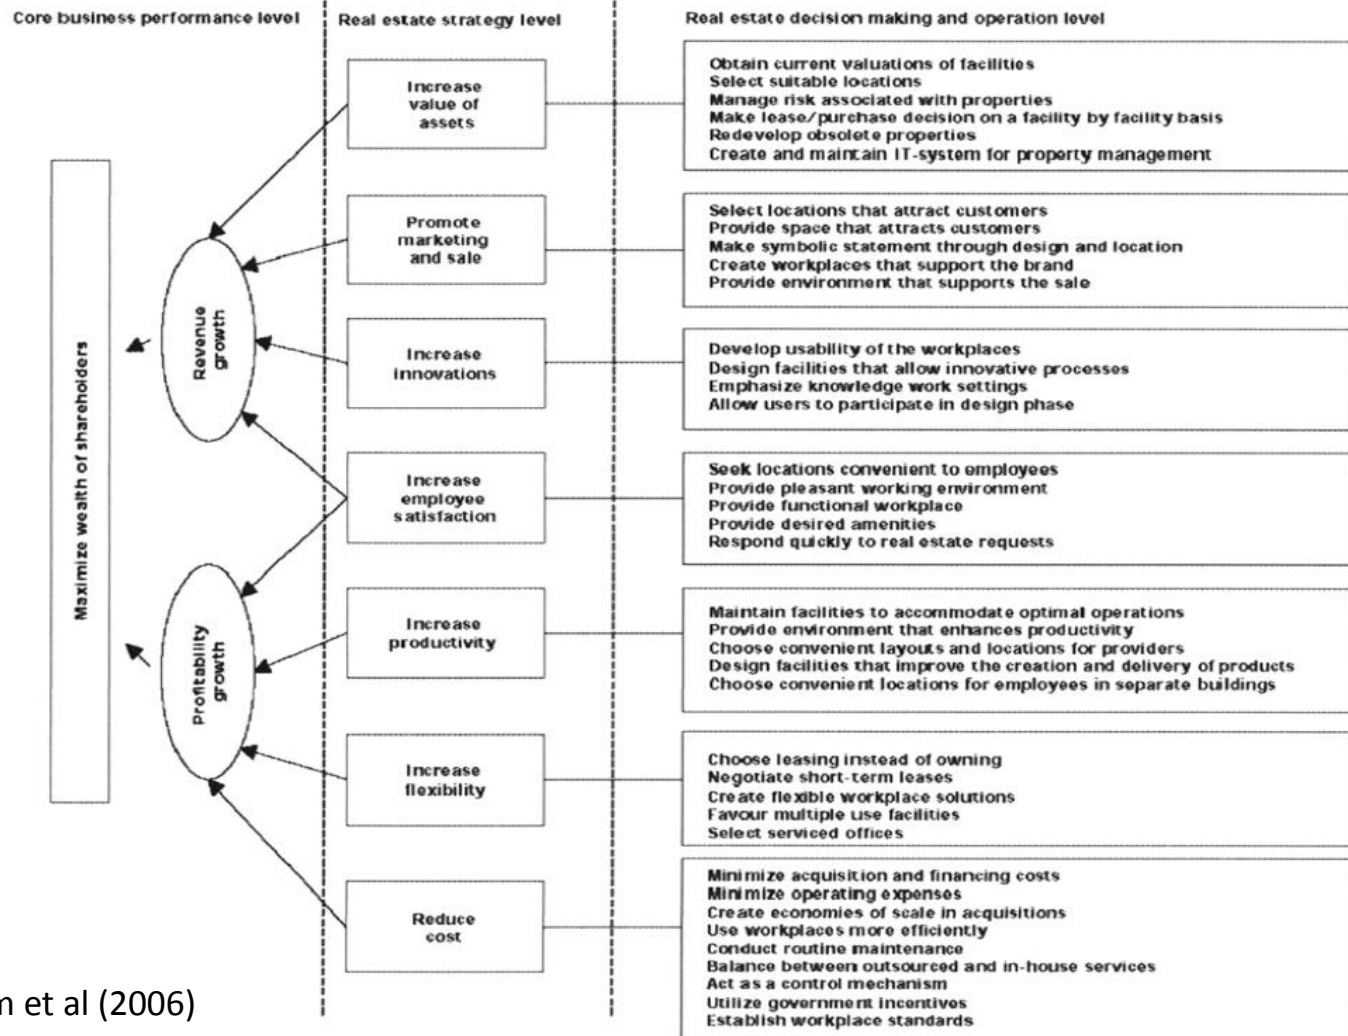 Core business performance level
Real estate strategy level
Real estate decision making and operation level
Increase
value of
assets
Obtain current valuations of facilities
Select suitable locations
Manage risk associated with properties
Make lease/purchase decision on a facility by facility basis
Redevelop obsolete properties
Create and maintain IT-system for property management
Promote
marketing
and sale
Select locations that attract customers
Provide space that attracts customers
Make symbolic statement through design and location
Create workplaces that support the brand
Provide environment that supports the sale
Increase
innovations
Develop usability of the workplaces
Design facilities that allow innovative processes
Emphasize knowledge work settings
Allow users to participate in design phase
Increase
employee
satisfaction
Seek locations convenient to employees
Provide pleasant working environment
Provide functional workplace
Provide desired amenities
Respond quickly to real estate requests
Increase
productivity
Maintain facilities to accommodate optimal operations
Provide environment that enhances productivity
Choose convenient layouts and locations for providers
Design facilities that improve the creation and delivery of products
Choose convenient locations for employees in separate buildings
Increase
flexibility
Choose leasing instead of owning
Negotiate short-term leases
Create flexible workplace solutions
Favour multiple use facilities
Select serviced offices
Reduce
cost
Minimize acquisition and financing costs
Minimize operating expenses
Create economies of scale in acquisitions
Use workplaces more efficiently
Conduct routine maintenance
Balance between outsourced and in-house services
Act as a control mechanism
Utilize government incentives
Establish workplace standards
Maximize wealth of shareholders
Revenue
growth
Profitability
growth
et al (2006)